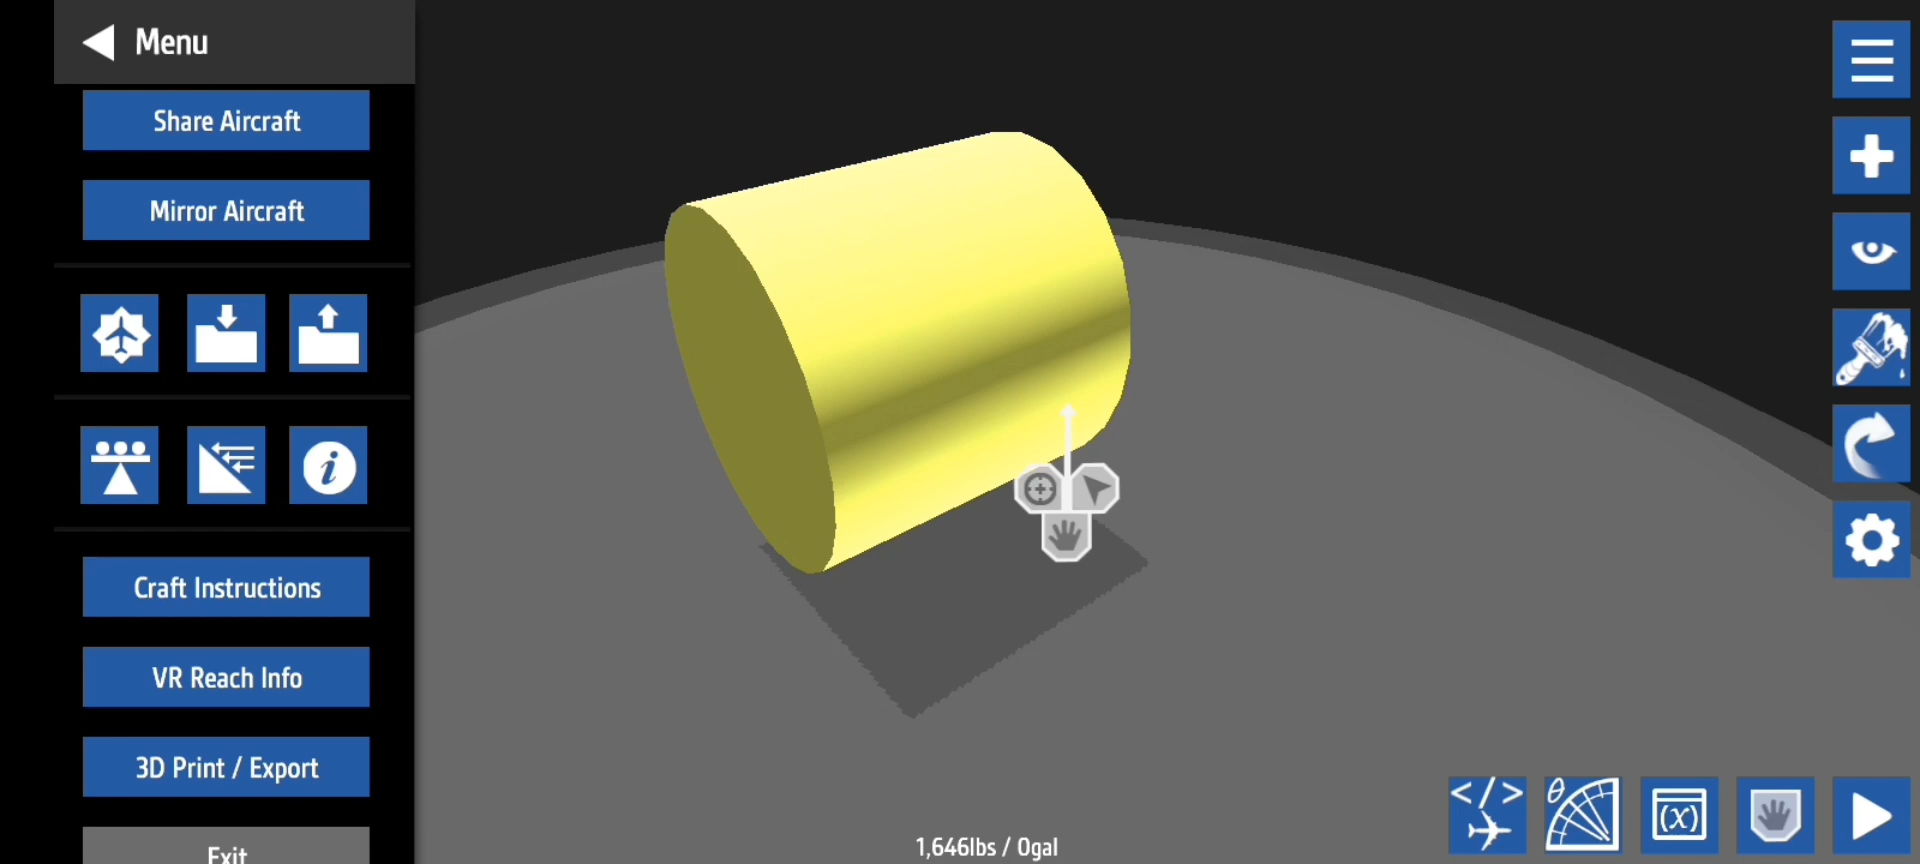 Menu
Share Aircraft
Mirror Aircraft
i
Craft Instructions
VR Reach Info
3D Print / Export
Exit
1,646lbs / 0gal
</>
θ
(x)